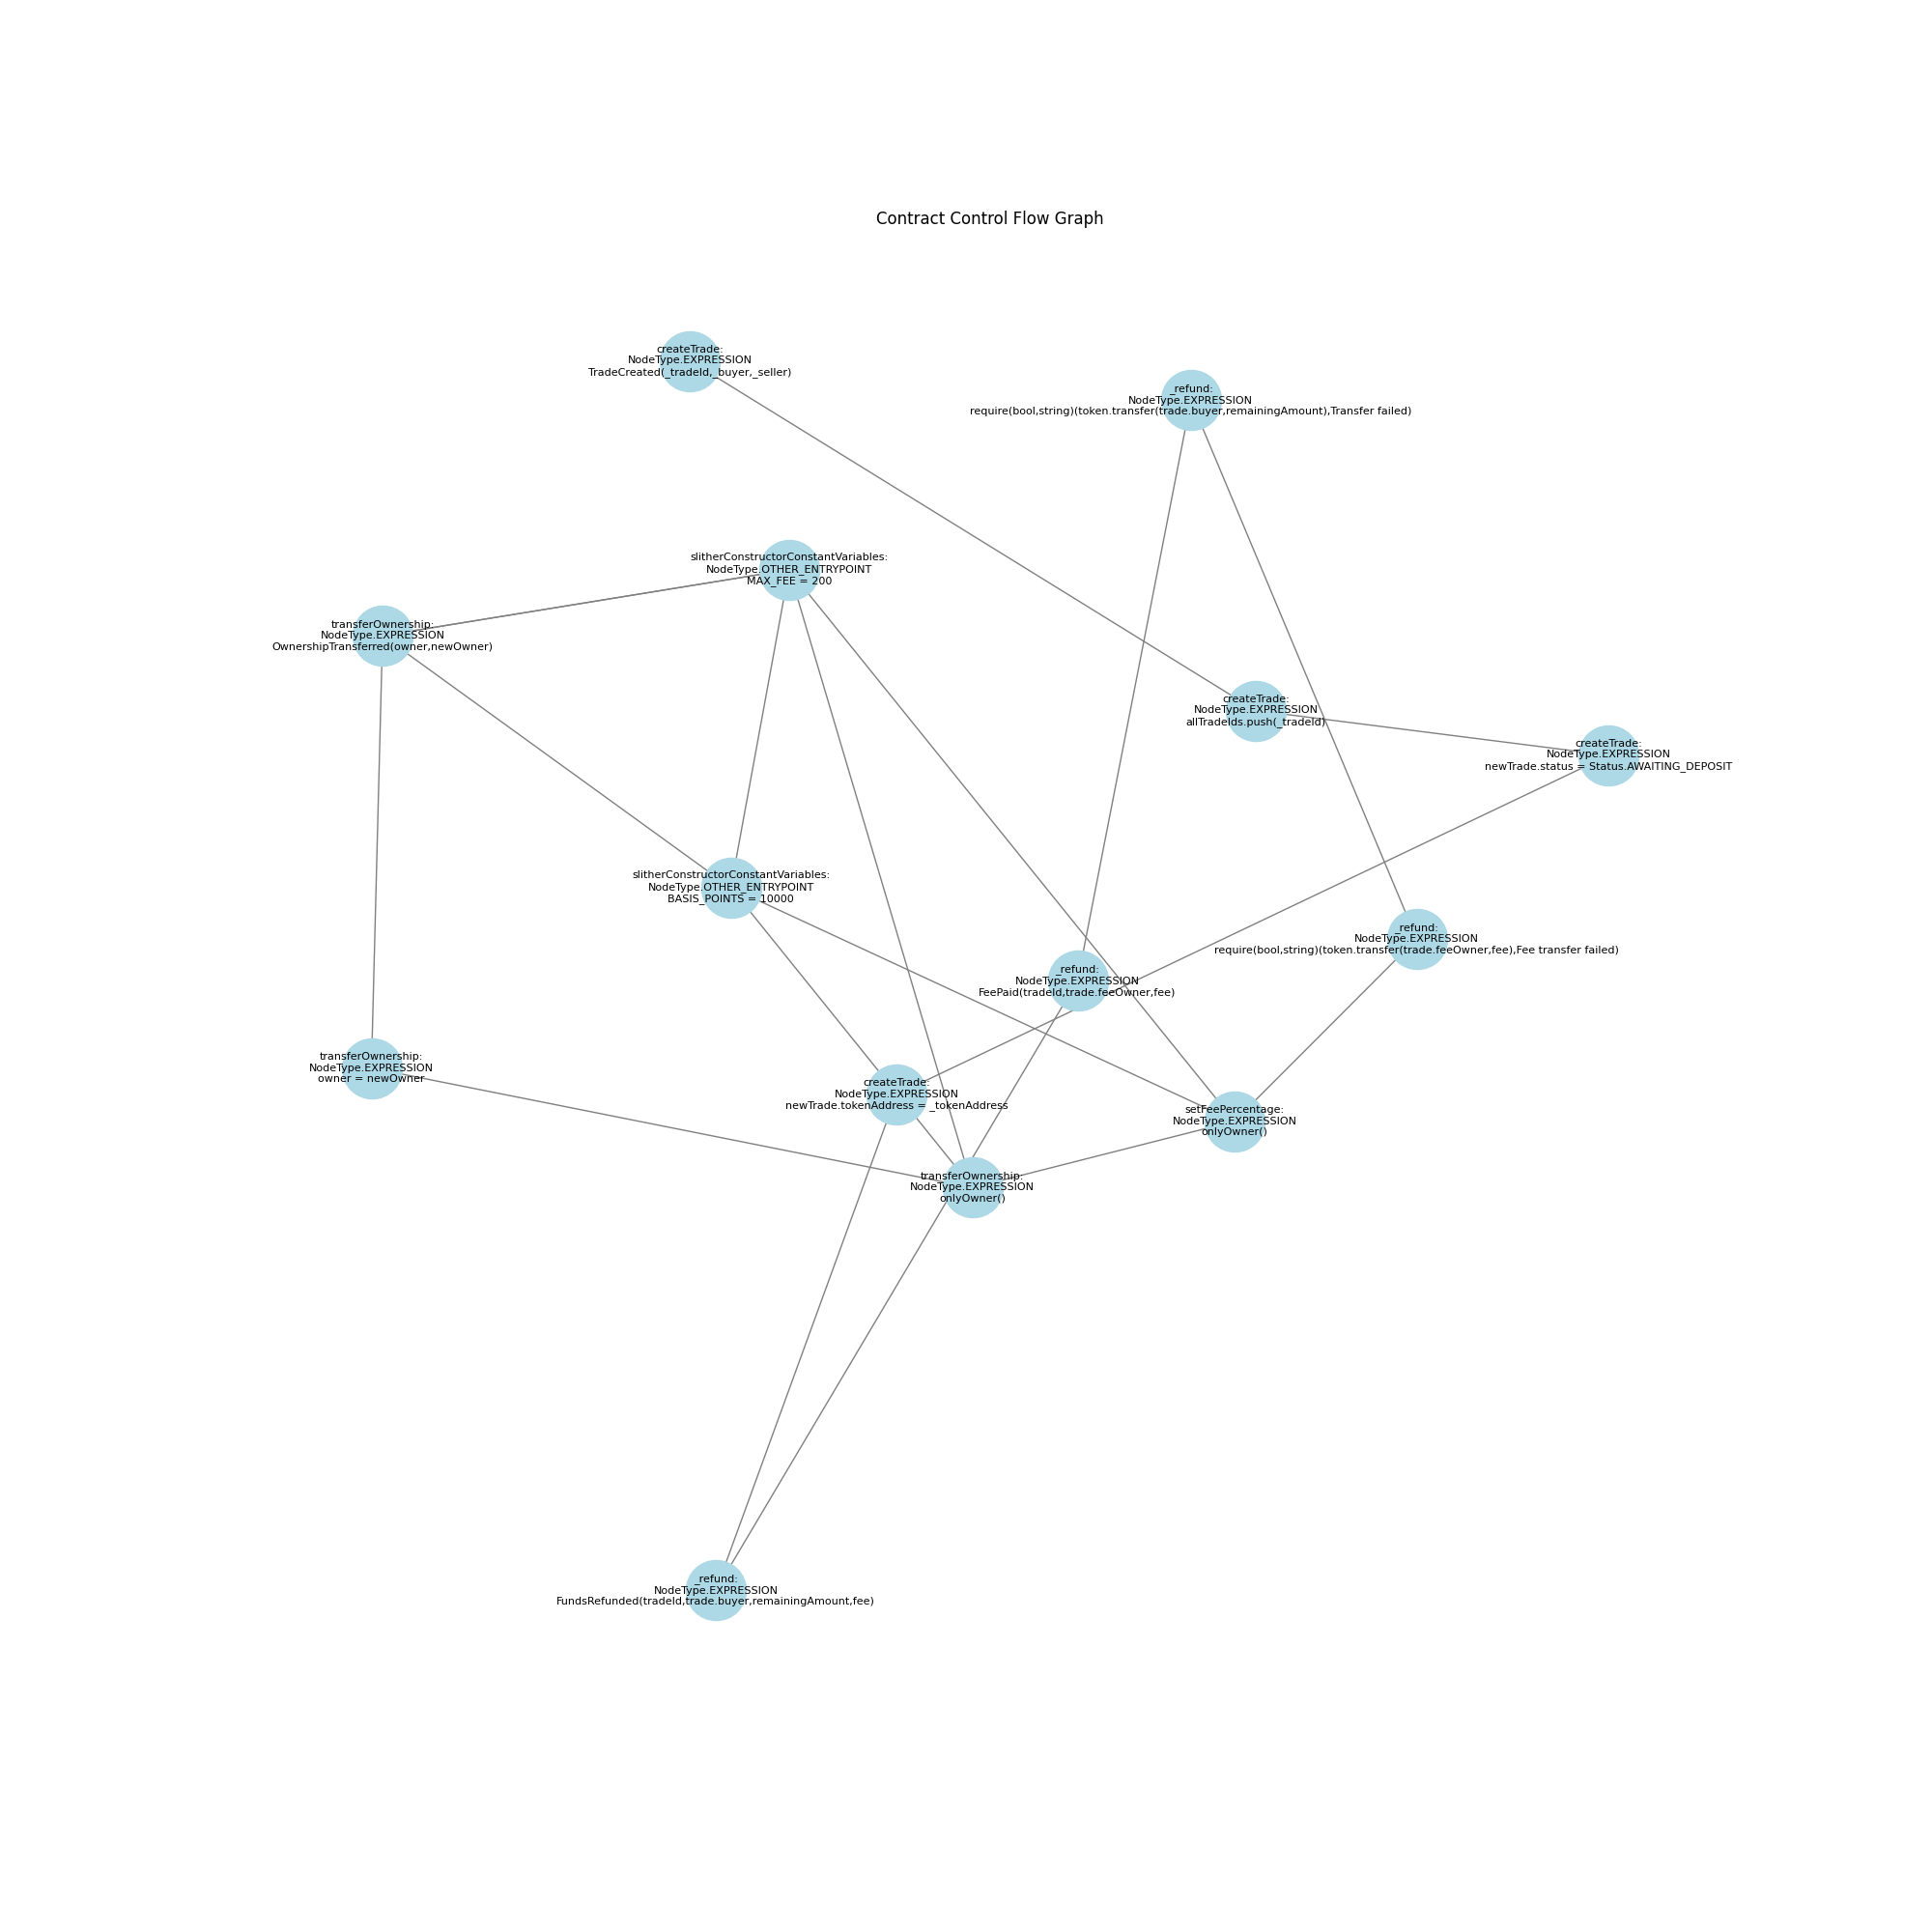 Contract Control Flow Graph
createTrade:
NodeType.EXPRESSION
TradeCreated(_tradeId,_buyer,_seller)
_refund:
NodeType.EXPRESSION
require(bool,string)(token.transfer(trade.buyer,remainingAmount),Transfer failed)
slitherConstructorConstantVariables:
NodeType.OTHER_ENTRYPOINT
MAX_FEE = 200
transferOwnership:
NodeType.EXPRESSION
OwnershipTransferred(owner,newOwner)
createTrade:
NodeType.EXPRESSION
allTradeIds.push(_tradeId)
createTrade:
NodeType.EXPRESSION
newTrade.status = Status.AWAITING_DEPOSIT
slitherConstructorConstantVariables:
NodeType.OTHER_ENTRYPOINT
BASIS_POINTS = 10000
_refund:
NodeType.EXPRESSION
require(bool,string)(token.transfer(trade.feeOwner,fee),Fee transfer failed)
_refund:
NodeType.EXPRESSION
FeePaid(tradeId,trade.feeOwner,fee)
transferOwnership:
NodeType.EXPRESSION
owner = newOwner
createTrade:
NodeType.EXPRESSION
newTrade.tokenAddress = _tokenAddress
setFeePercentage:
NodeType.EXPRESSION
onlyOwner()
transferOwnership:
NodeType.EXPRESSION
onlyOwner()
_refund:
NodeType.EXPRESSION
FundsRefunded(tradeId,trade.buyer,remainingAmount,fee)